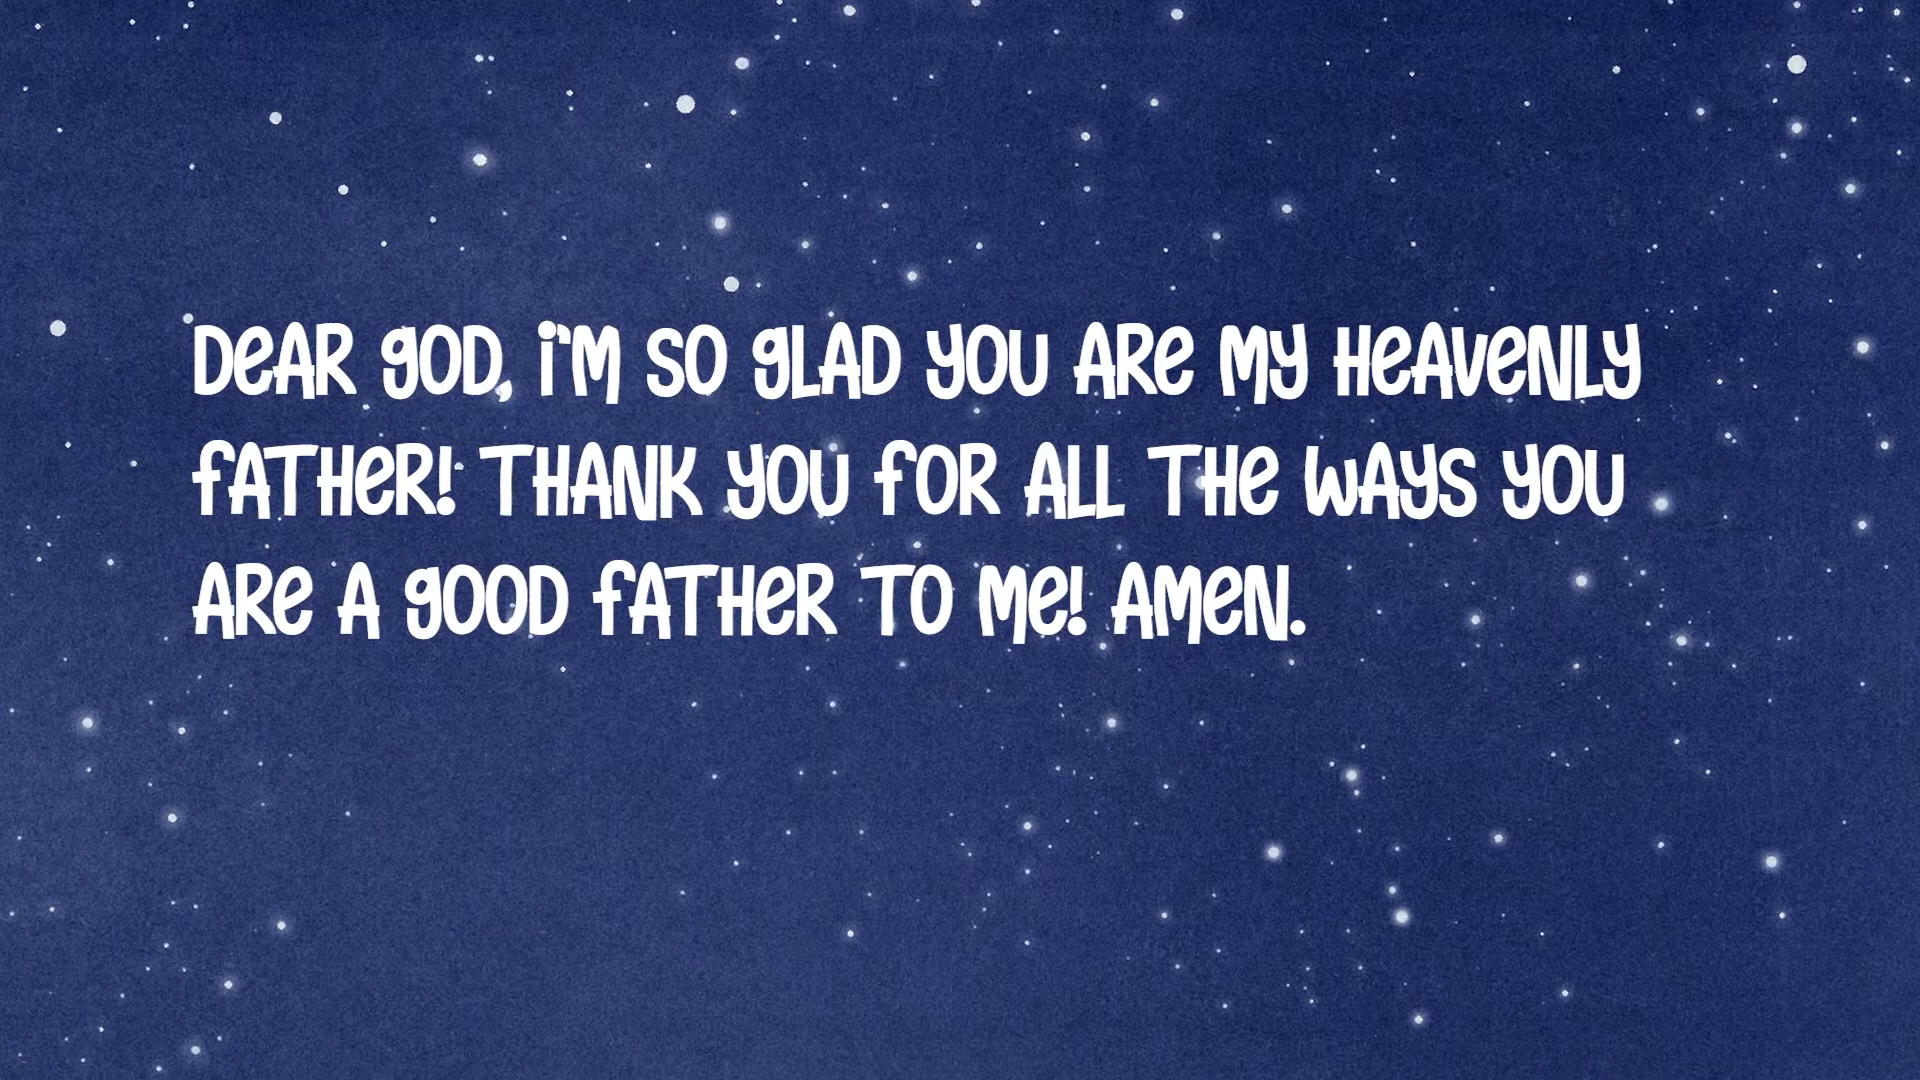 Dear God, I'm so glad you are my Heavenly
Father! Thank you for all the ways you
are a good Father to me! Amen.